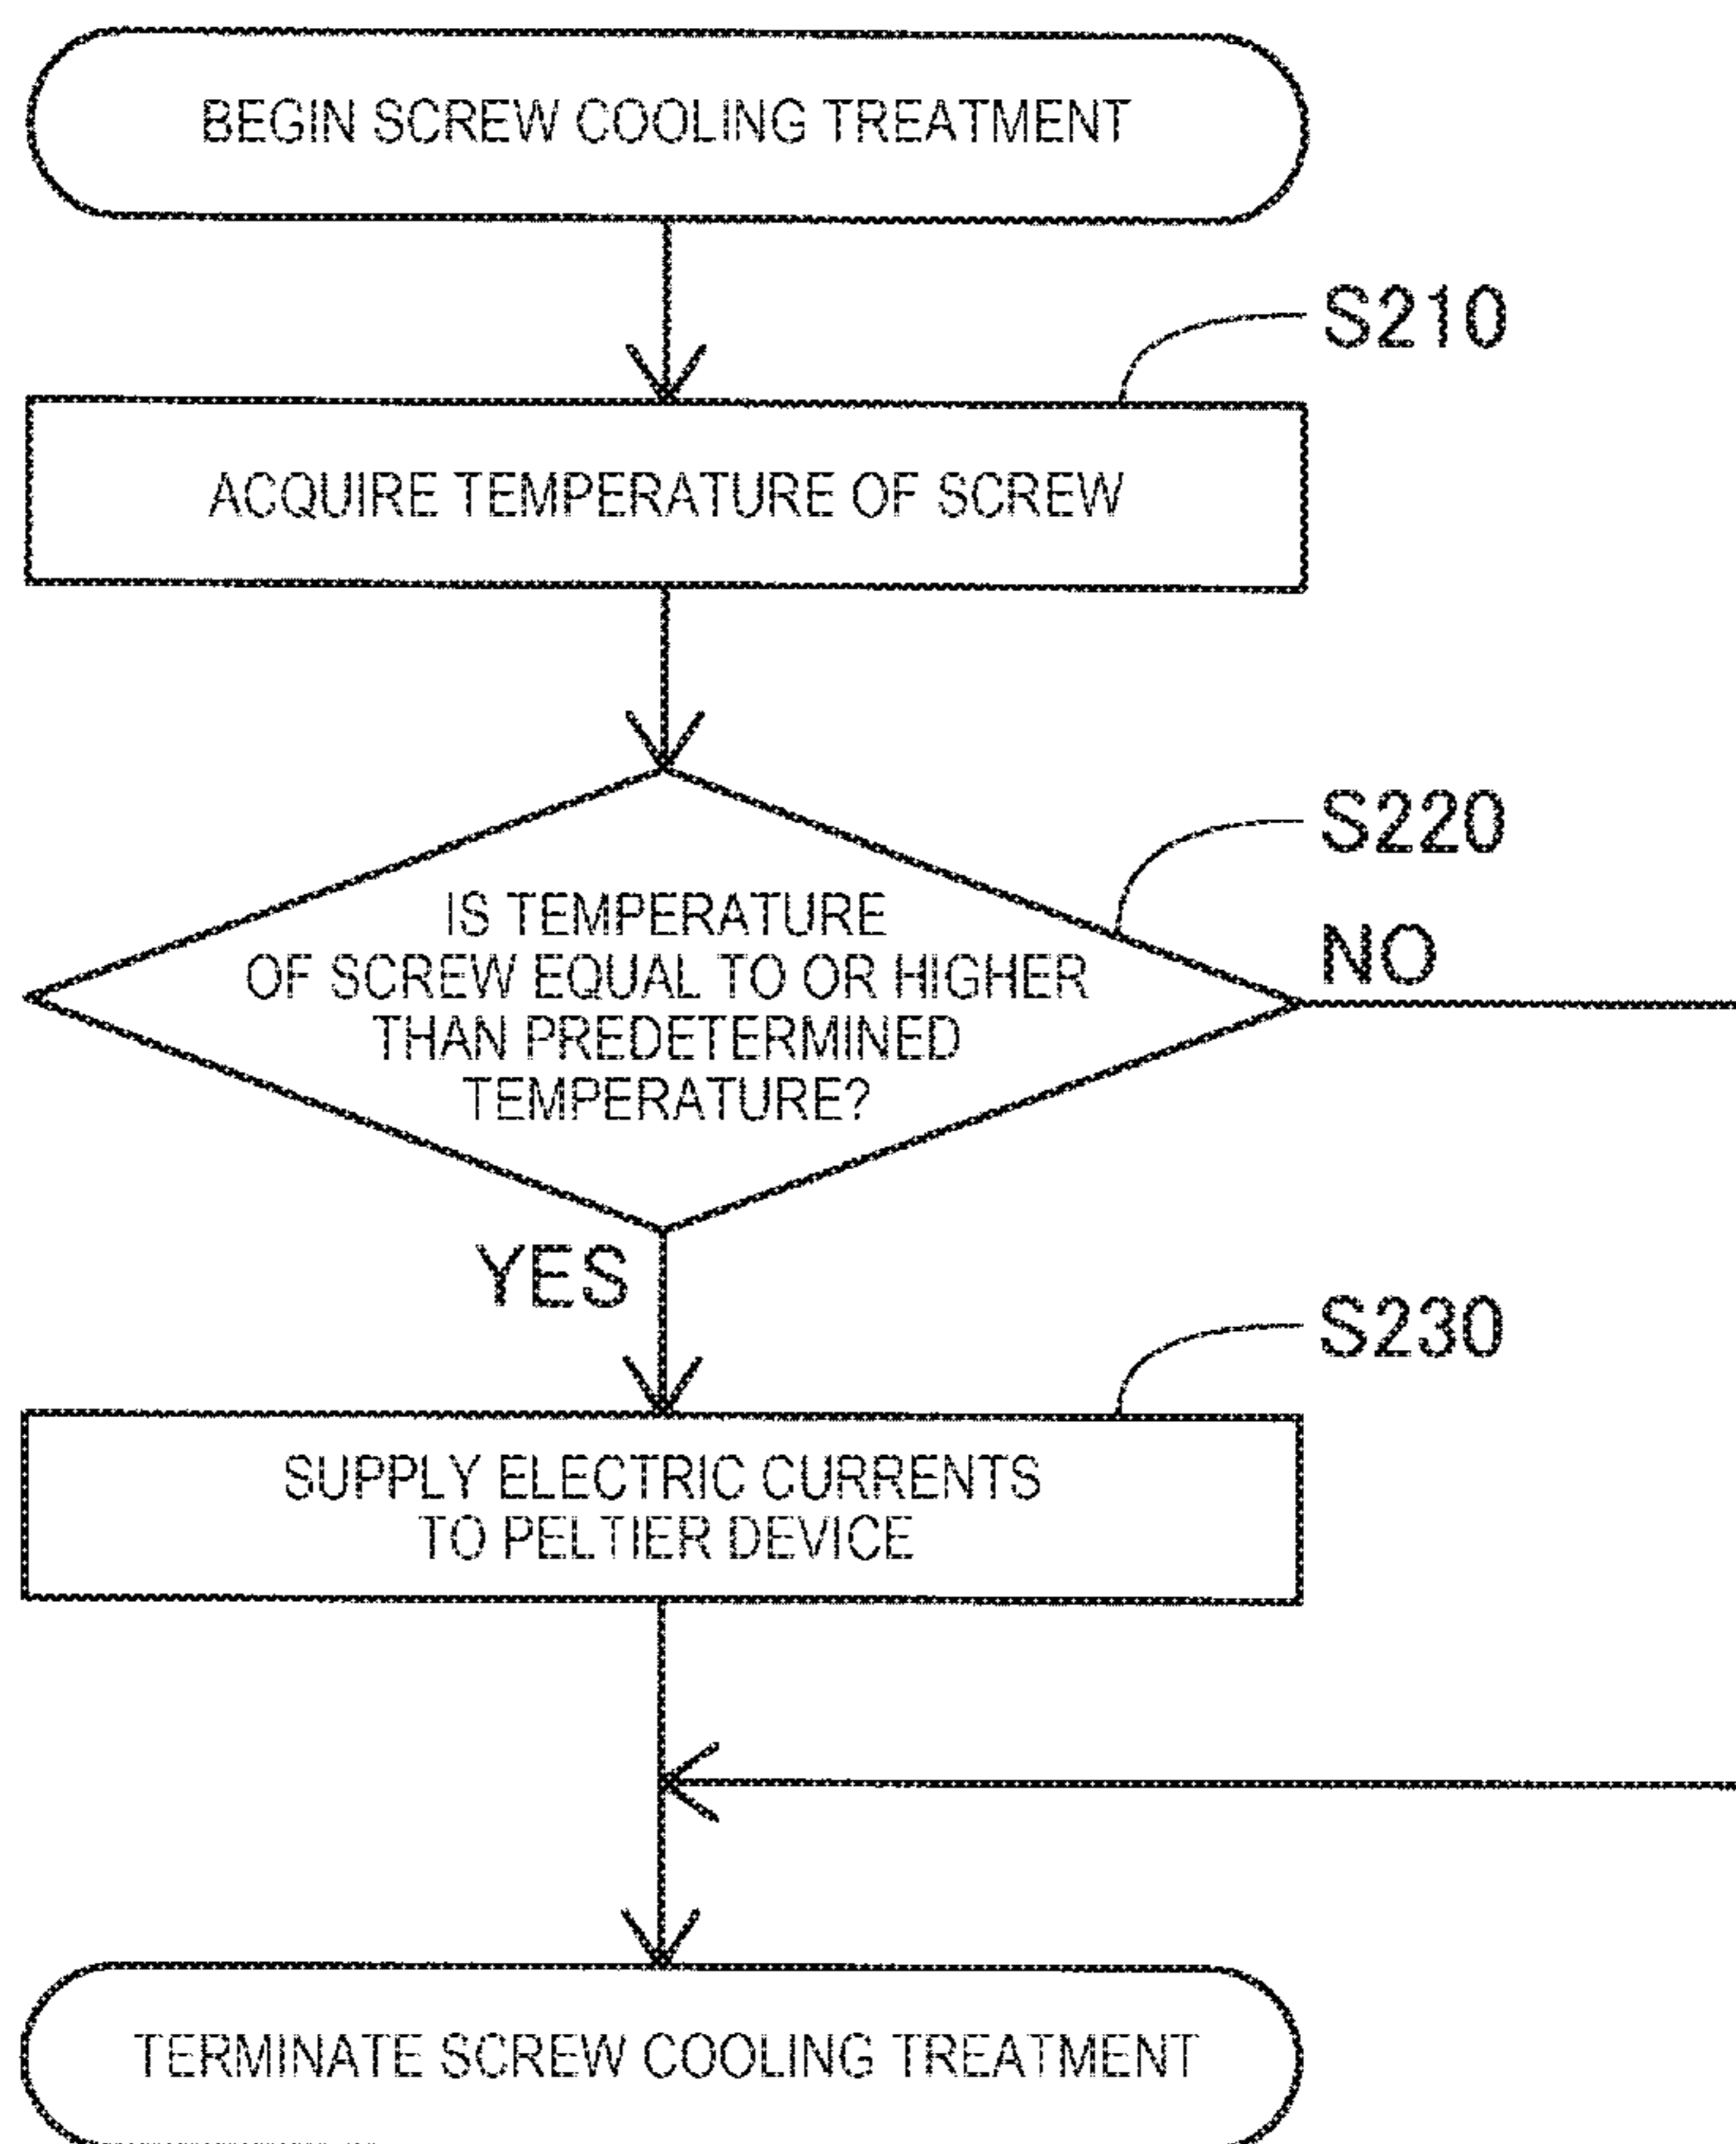 BEGIN SCREW COOLING TREATMENT
S210
ACQUIRE TEMPERATURE OF SCREW
S220
IS TEMPERATURE
OF SCREW EQUAL TO OR HIGHER
THAN PREDETERMINED
TEMPERATURE?
NO
YES
S230
SUPPLY ELECTRIC CURRENTS
TO PELTIER DEVICE
TERMINATE SCREW COOLING TREATMENT